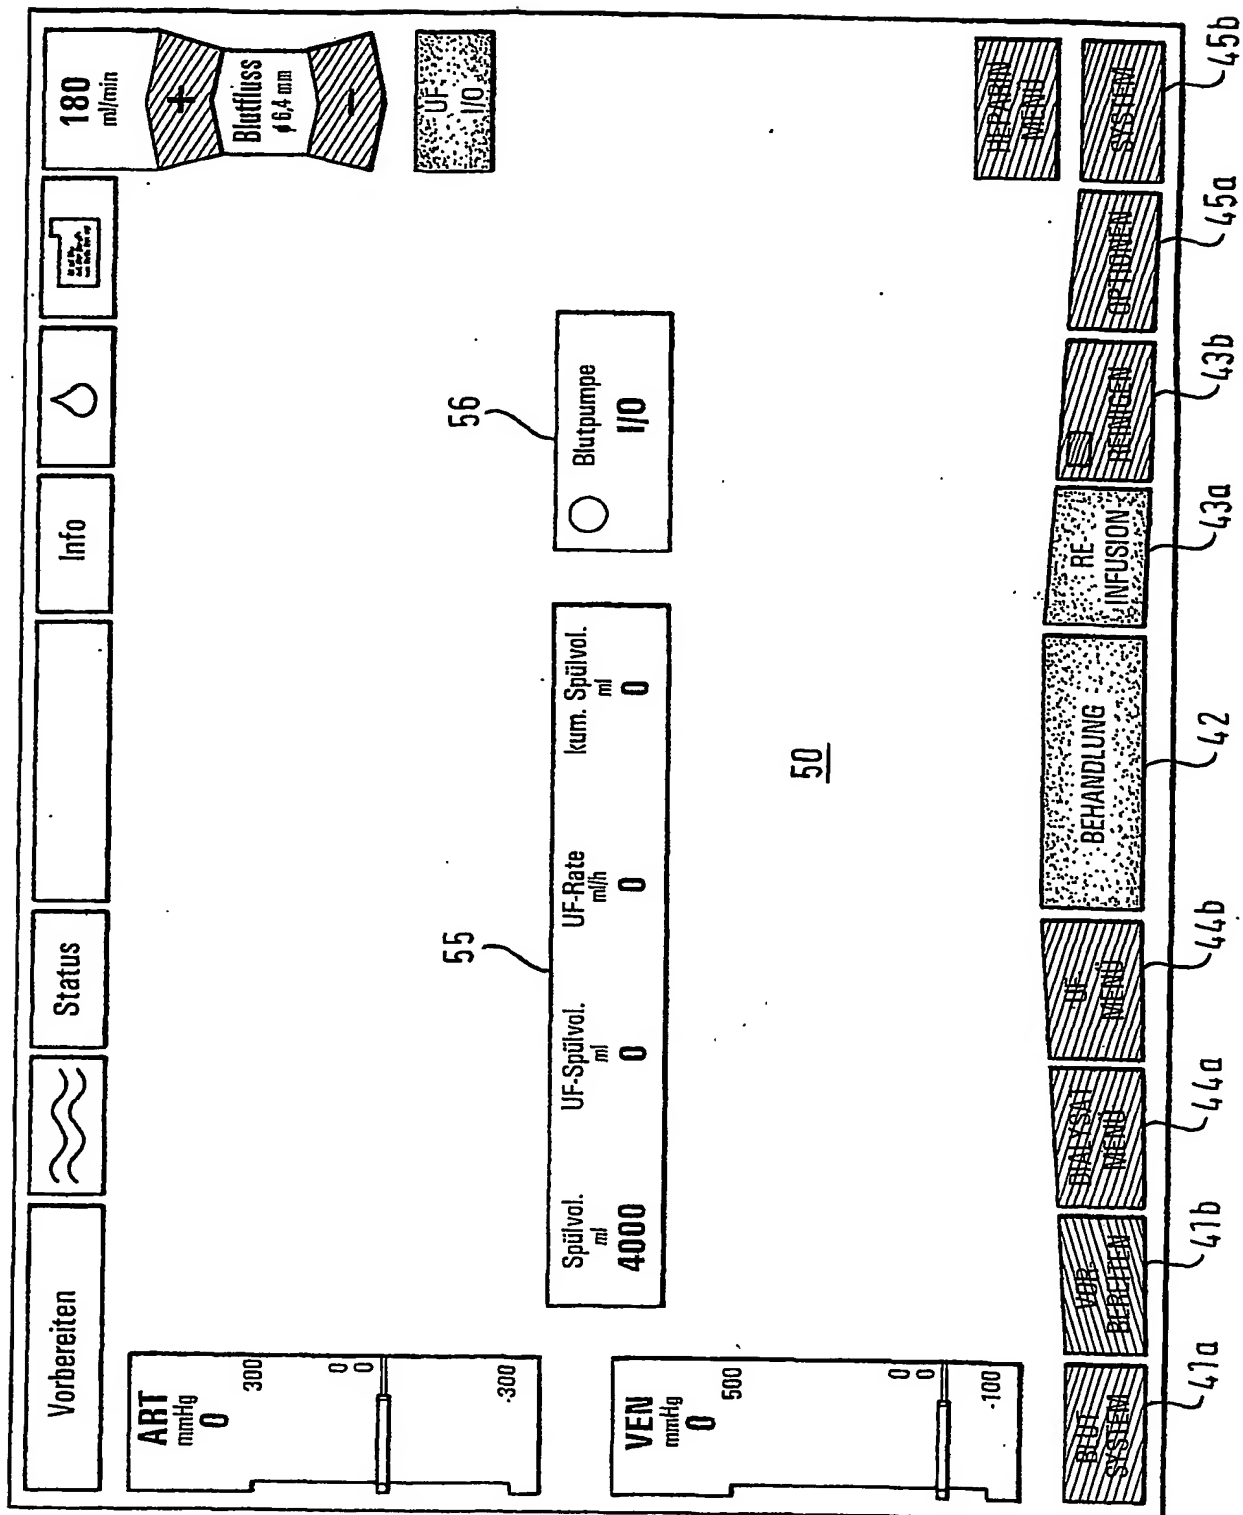 Vorbereiten
Status
Info
180
ml/min
+
Blutfluss
ϕ 6,4 mm
−
ART
mmHg
0
300
0
0
-300
UF-
I/O
VEN
mmHg
0
500
0
0
-100
55
Spülvol.
ml
4000
UF-Spülvol.
ml
0
UF-Rate
ml/h
0
kum. Spülvol.
ml
0
56
Blutpumpe
I/O
50
HEPARIN
MENÜ
BLUT
SYSTEM
VOR-
BEREITEN
DIALYSAT
MENÜ
UF-
MENÜ
BEHANDLUNG
RE-
INFUSION
REINIGEN
OPTIONEN
SYSTEM
41a
41b
44a
44b
42
43a
43b
45a
45b